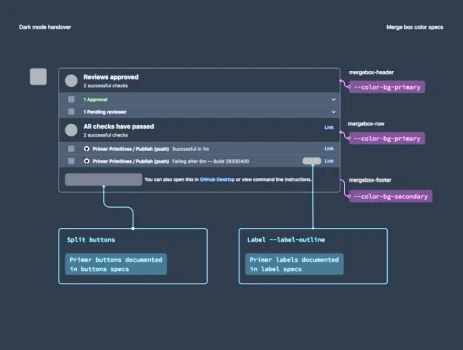 Dark mode handover
Merge box color specs
Reviews approved
2 successful checks
1 Approval
1 Pending reviewer
All checks have passed
2 successful checks
Link
Primer Primitives / Publish (push) Successful in 1m
Link
Primer Primitives / Publish (push) Failing after 6m — Build 28330400
Link
You can also open this in GitHub Desktop or view command line instructions.
mergebox-header
--color-bg-primary
mergebox-row
--color-bg-primary
mergebox-footer
--color-bg-secondary
Split buttons
Primer buttons documented
in buttons specs
Label --label-outline
Primer labels documented
in label specs